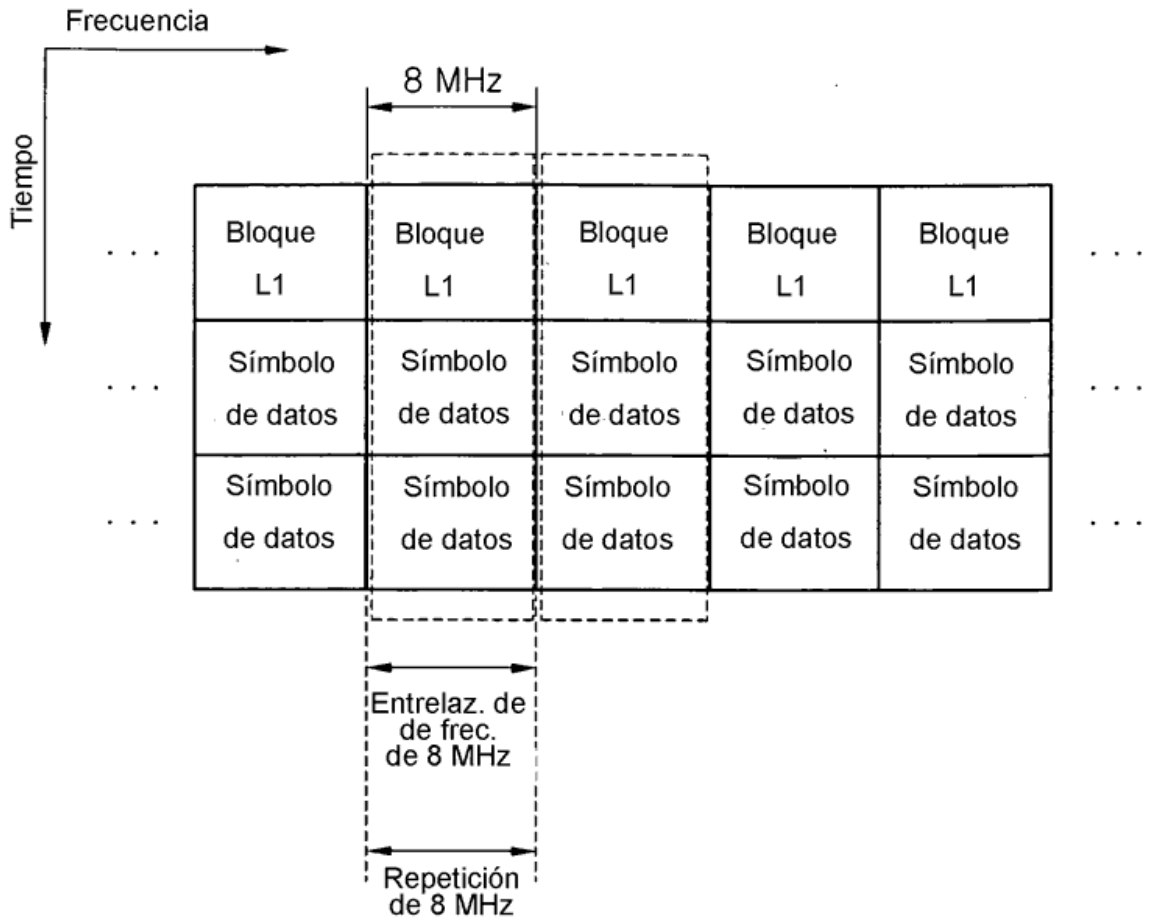 Frecuencia
8 MHz
Tiempo
Bloque Bloque Bloque Bloque Bloque
. . . L1 L1 L1 L1 L1 . . .
Símbolo Símbolo Símbolo Símbolo Símbolo
. . . de datos de datos de datos de datos de datos . . .
Símbolo Símbolo Símbolo Símbolo Símbolo
. . . de datos de datos de datos de datos de datos . . .
Entrelaz. de
de frec.
de 8 MHz
Repetición
de 8 MHz